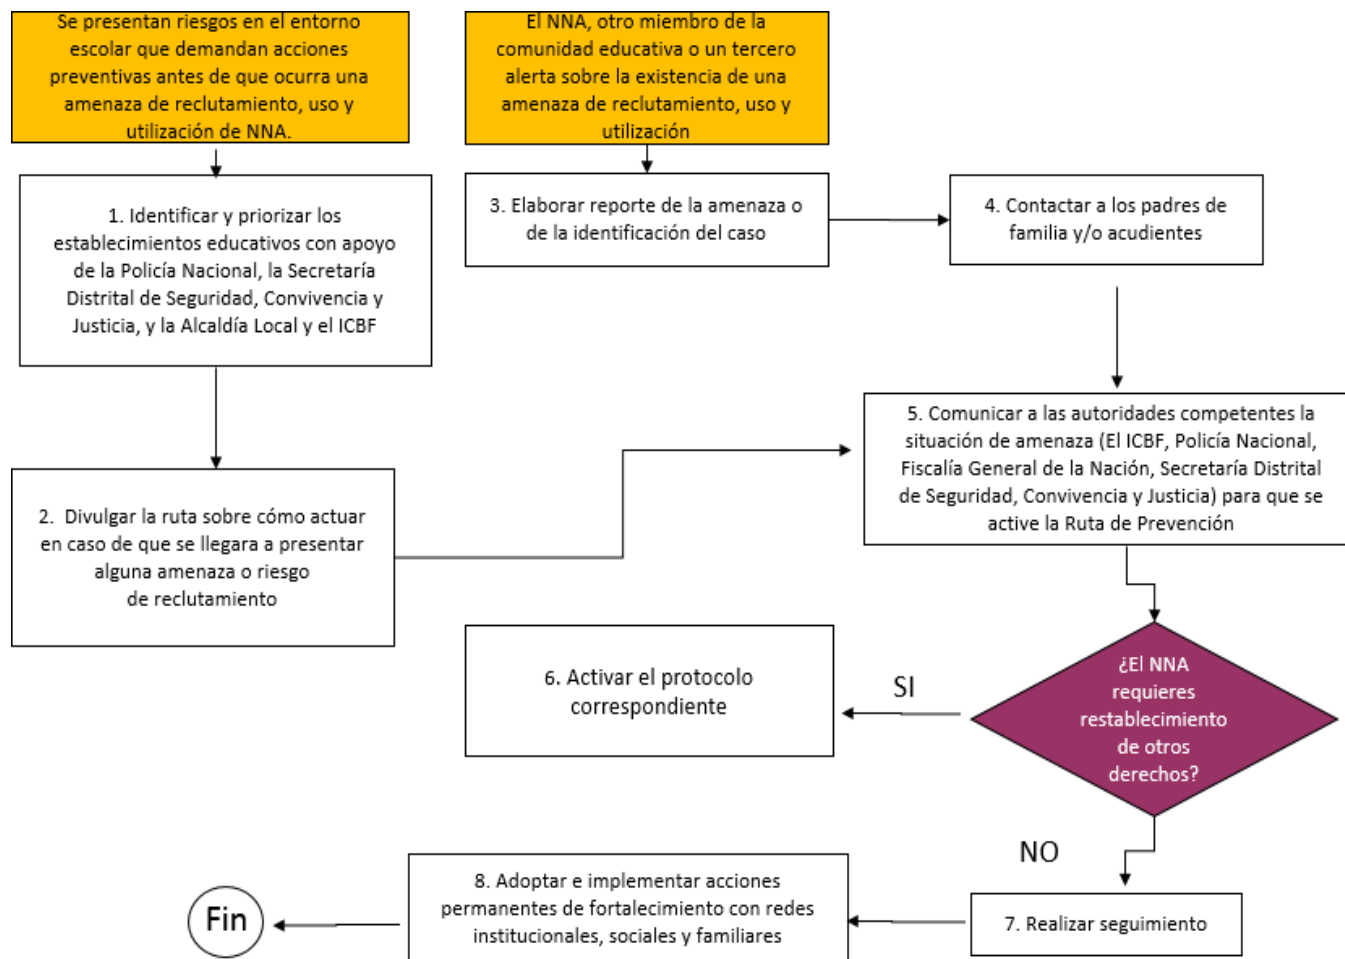 Se presentan riesgos en el entorno
escolar que demandan acciones
preventivas antes de que ocurra una
amenaza de reclutamiento, uso y
utilización de NNA.
El NNA, otro miembro de la
comunidad educativa o un tercero
alerta sobre la existencia de una
amenaza de reclutamiento, uso y
utilización
1. Identificar y priorizar los
establecimientos educativos con apoyo
de la Policía Nacional, la Secretaría
Distrital de Seguridad, Convivencia y
Justicia, y la Alcaldía Local y el ICBF
3. Elaborar reporte de la amenaza o
de la identificación del caso
4. Contactar a los padres de
familia y/o acudientes
2. Divulgar la ruta sobre cómo actuar
en caso de que se llegara a presentar
alguna amenaza o riesgo
de reclutamiento
5. Comunicar a las autoridades competentes la
situación de amenaza (El ICBF, Policía Nacional,
Fiscalía General de la Nación, Secretaría Distrital
de Seguridad, Convivencia y Justicia) para que se
active la Ruta de Prevención
¿El NNA
requieres
restablecimiento
de otros
derechos?
SI
6. Activar el protocolo
correspondiente
NO
7. Realizar seguimiento
8. Adoptar e implementar acciones
permanentes de fortalecimiento con redes
institucionales, sociales y familiares
Fin